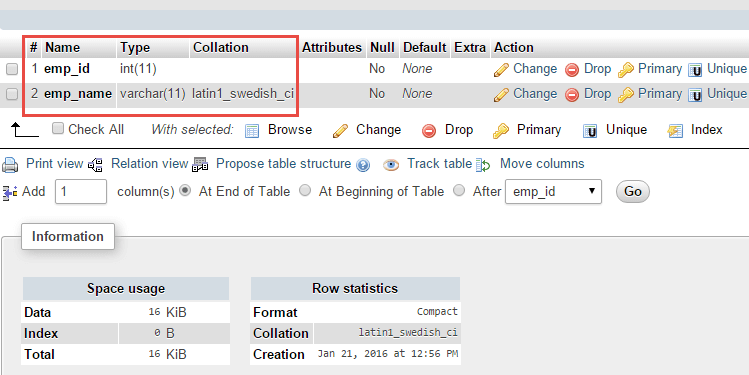 # Name Type Collation Attributes Null Default Extra Action
1 emp_id int(11) No None Change Drop Primary Unique
2 emp_name varchar(11) latin1_swedish_ci No None Change Drop Primary Unique
Check All With selected: Browse Change Drop Primary Unique Index
Print view Relation view Propose table structure Track table Move columns
Add 1 column(s) At End of Table At Beginning of Table After emp_id Go
Information
Space usage Row statistics
Data 16 KiB Format Compact
Index 0 B Collation latin1_swedish_ci
Total 16 KiB Creation Jan 21, 2016 at 12:56 PM